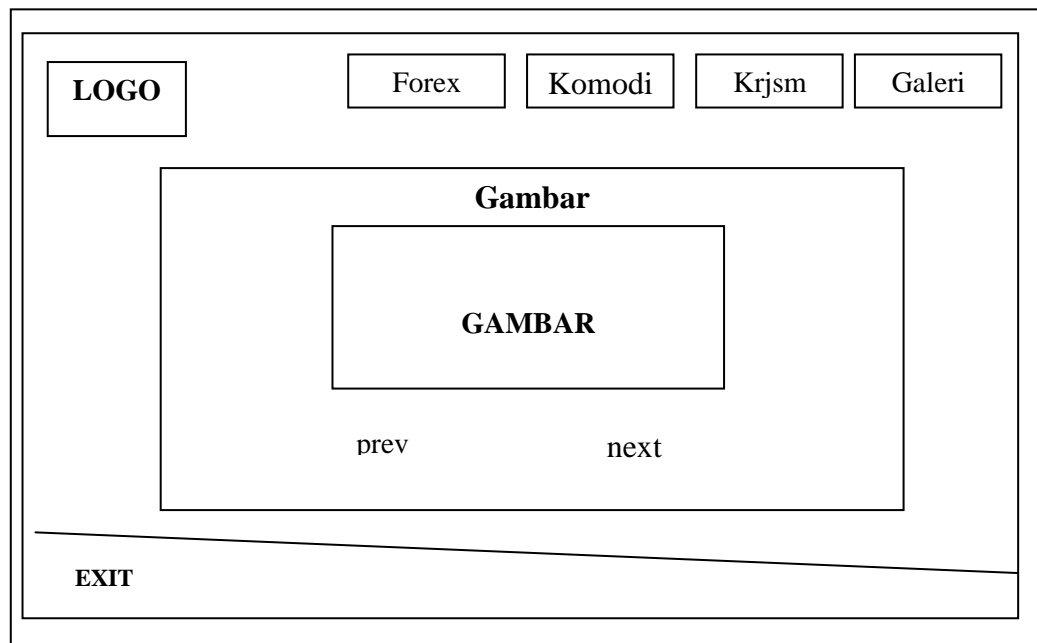 LOGO
Forex
Komodi
Krjsm
Galeri
Gambar
GAMBAR
prev
next
EXIT